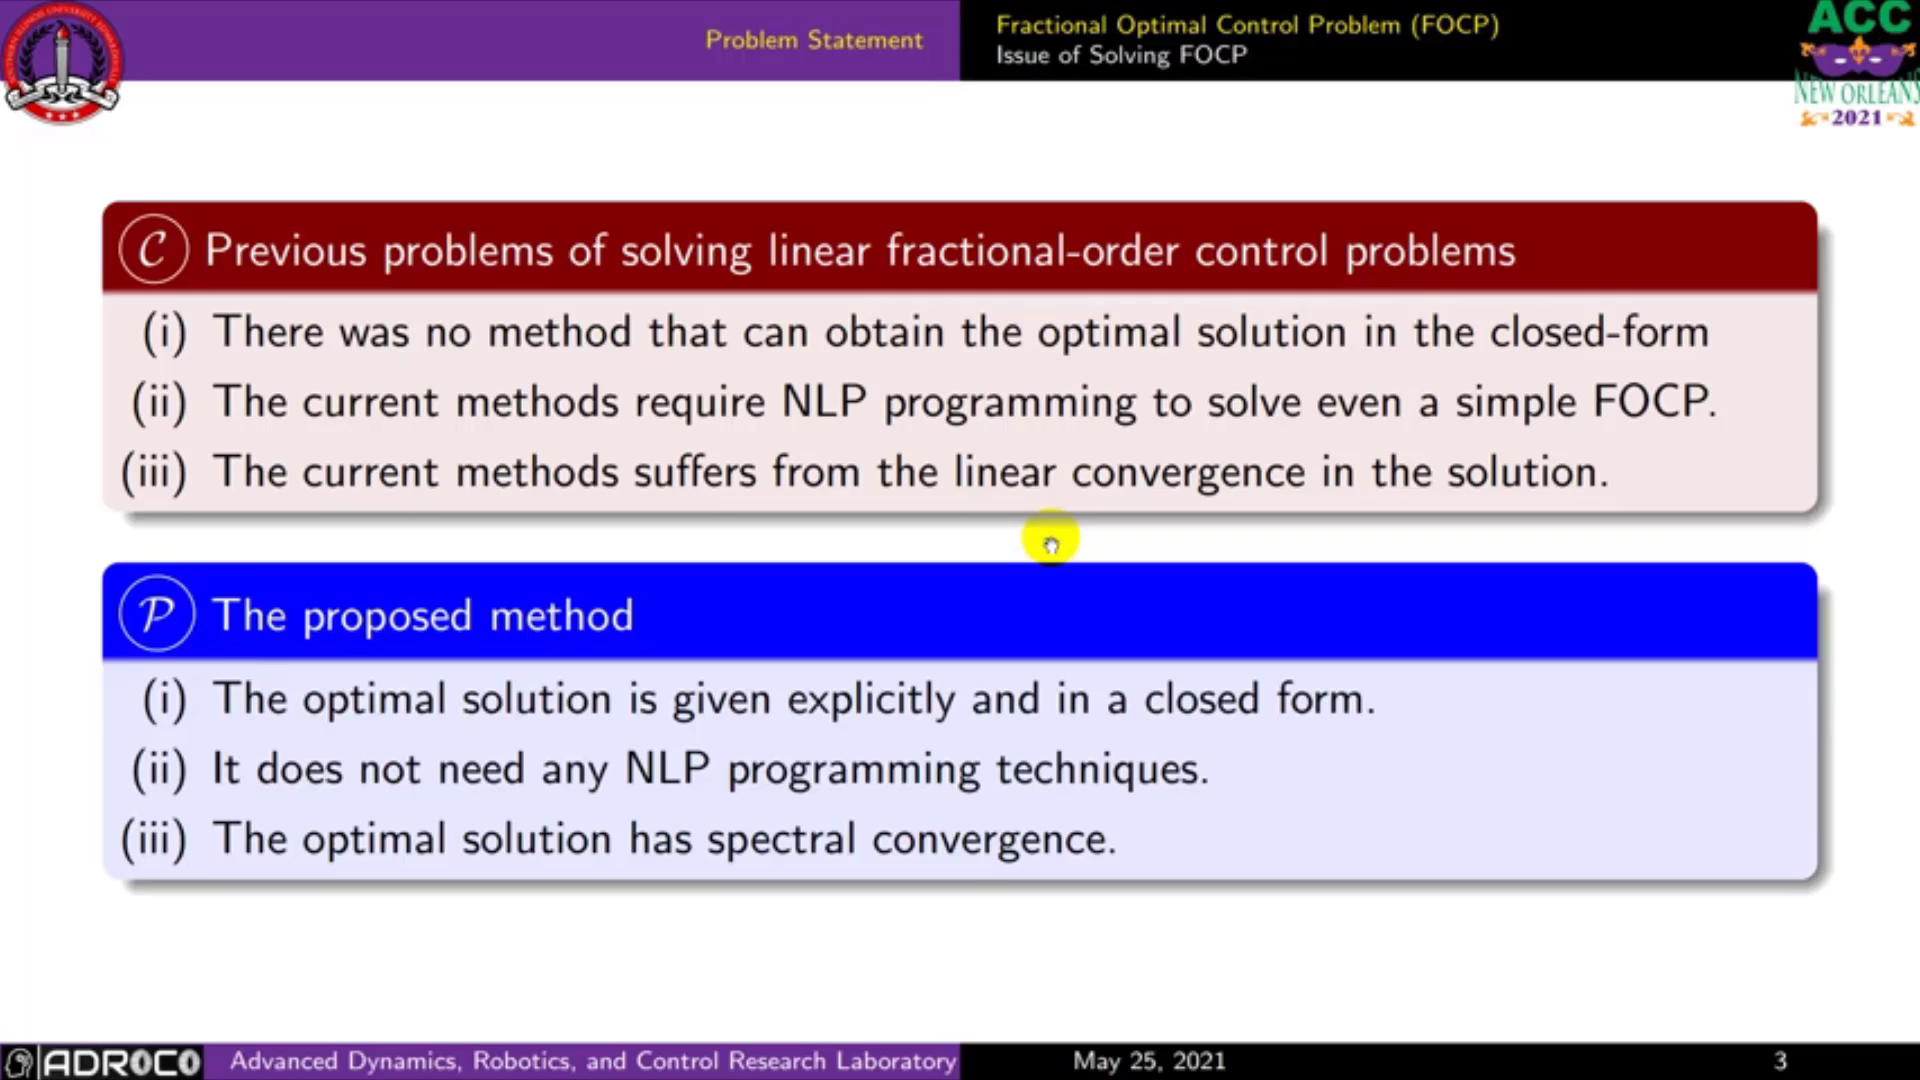 Problem Statement
Fractional Optimal Control Problem (FOCP)
Issue of Solving FOCP
ACC
NEW ORLEANS
2021
C Previous problems of solving linear fractional-order control problems
(i) There was no method that can obtain the optimal solution in the closed-form
(ii) The current methods require NLP programming to solve even a simple FOCP.
(iii) The current methods suffers from the linear convergence in the solution.
P The proposed method
(i) The optimal solution is given explicitly and in a closed form.
(ii) It does not need any NLP programming techniques.
(iii) The optimal solution has spectral convergence.
ADROCO Advanced Dynamics, Robotics, and Control Research Laboratory May 25, 2021 3